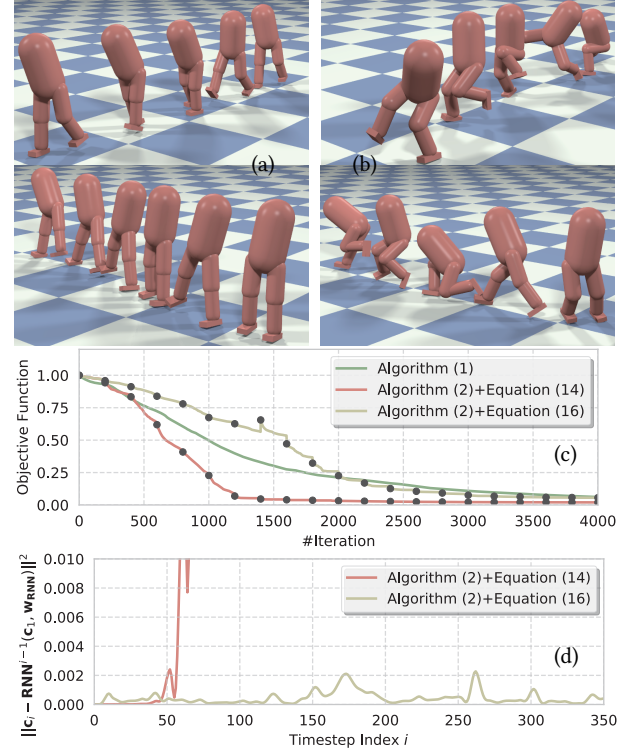 (a)
(b)
1.00
0.75
0.50
0.25
0.00
Objective Function
Algorithm (1)
Algorithm (2)+Equation (14)
Algorithm (2)+Equation (16)
(c)
0 500 1000 1500 2000 2500 3000 3500 4000
#Iteration
0.010
0.008
0.006
0.004
0.002
0.000
||c_i − RNN^{i−1}(c_1, w_RNN)||^2
Algorithm (2)+Equation (14)
Algorithm (2)+Equation (16)
(d)
0 50 100 150 200 250 300 350
Timestep Index i